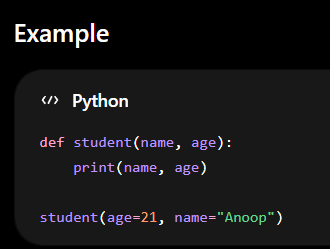 Example
</> Python
def student(name, age):
    print(name, age)
student(age=21, name="Anoop")